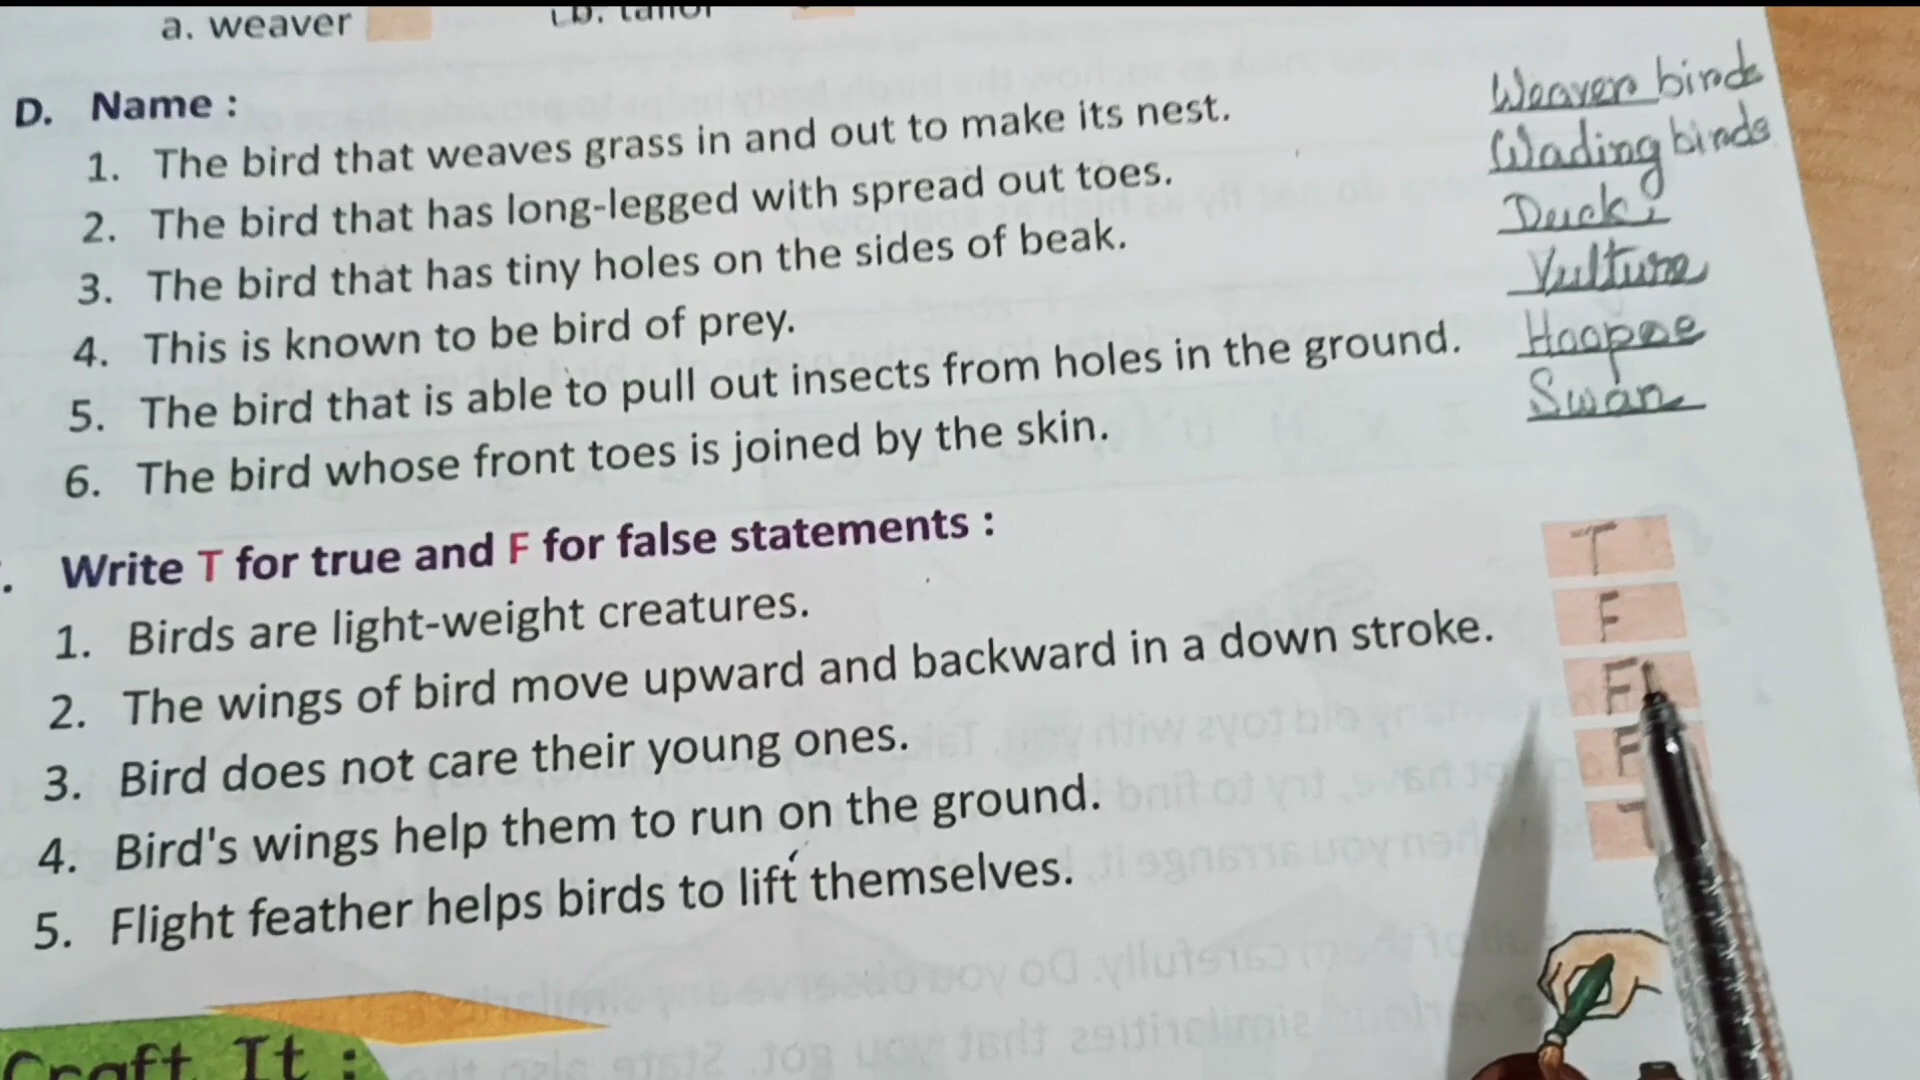 a. weaver b. tailor
D. Name :
1. The bird that weaves grass in and out to make its nest. Weaver birds
2. The bird that has long-legged with spread out toes. Wading birds
3. The bird that has tiny holes on the sides of beak. Ducks
4. This is known to be bird of prey. Vulture
5. The bird that is able to pull out insects from holes in the ground. Hoopoe
6. The bird whose front toes is joined by the skin. Swan
Write T for true and F for false statements :
1. Birds are light-weight creatures. T
2. The wings of bird move upward and backward in a down stroke. F
3. Bird does not care their young ones. F
4. Bird's wings help them to run on the ground. F
5. Flight feather helps birds to lift themselves. T
Craft It :